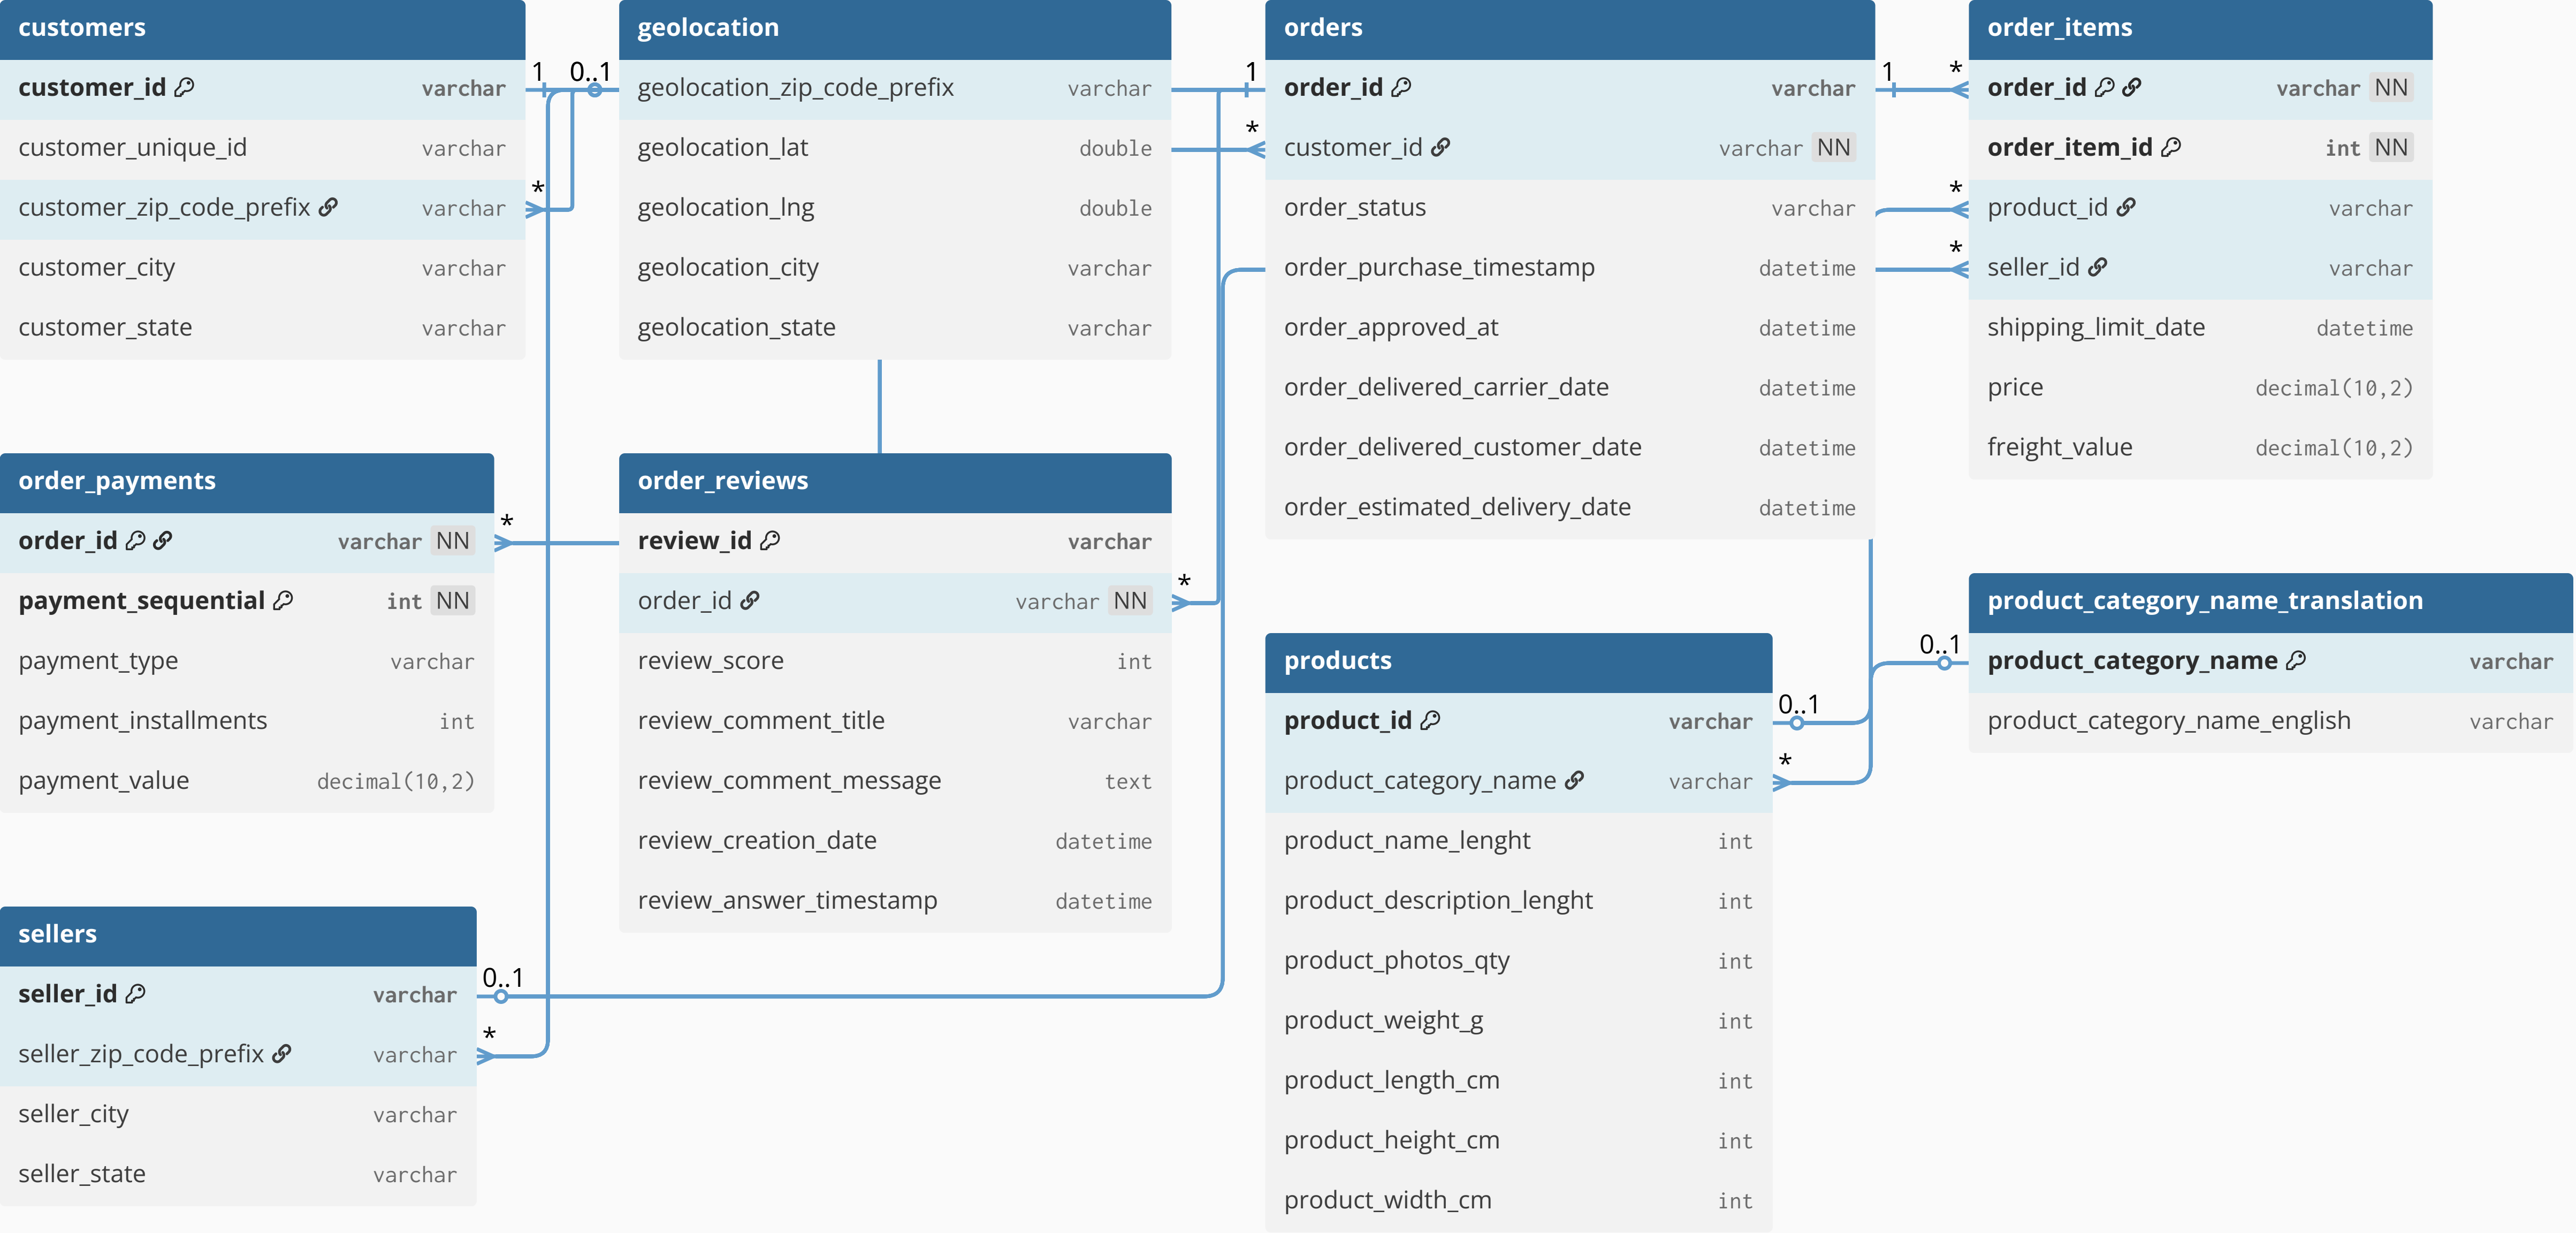 customers
customer_id varchar
customer_unique_id varchar
customer_zip_code_prefix varchar
customer_city varchar
customer_state varchar
1 0..1
*
geolocation
geolocation_zip_code_prefix varchar
geolocation_lat double
geolocation_lng double
geolocation_city varchar
geolocation_state varchar
1
*
orders
order_id varchar
customer_id varchar NN
order_status varchar
order_purchase_timestamp datetime
order_approved_at datetime
order_delivered_carrier_date datetime
order_delivered_customer_date datetime
order_estimated_delivery_date datetime
1 *
*
*
order_items
order_id varchar NN
order_item_id int NN
product_id varchar
seller_id varchar
shipping_limit_date datetime
price decimal(10,2)
freight_value decimal(10,2)
order_payments
order_id varchar NN
payment_sequential int NN
payment_type varchar
payment_installments int
payment_value decimal(10,2)
*
order_reviews
review_id varchar
order_id varchar NN
review_score int
review_comment_title varchar
review_comment_message text
review_creation_date datetime
review_answer_timestamp datetime
*
products
product_id varchar
product_category_name varchar
product_name_lenght int
product_description_lenght int
product_photos_qty int
product_weight_g int
product_length_cm int
product_height_cm int
product_width_cm int
0..1
*
0..1
product_category_name_translation
product_category_name varchar
product_category_name_english varchar
sellers
seller_id varchar
seller_zip_code_prefix varchar
seller_city varchar
seller_state varchar
0..1
*